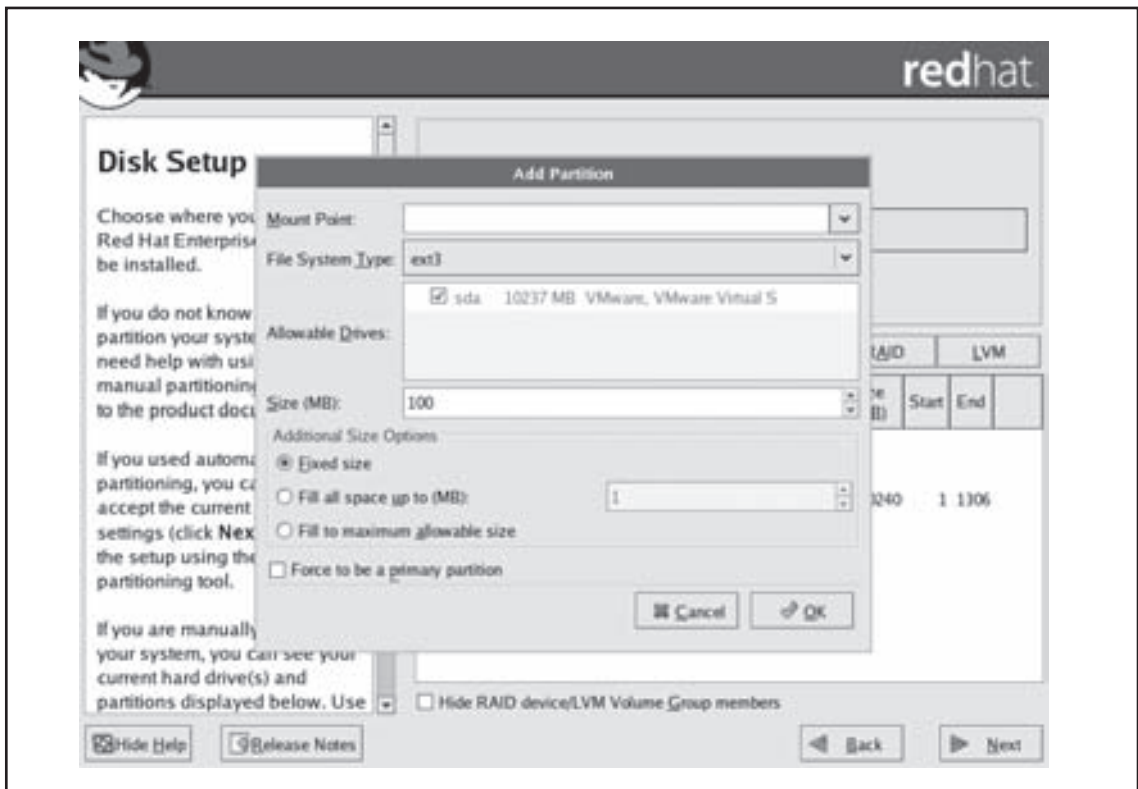 redhat
Disk Setup
Choose where you
Red Hat Enterprise
be installed.
If you do not know
partition your syste
need help with usi
manual partitioning
to the product docu
If you used automa
partitioning, you ca
accept the current
settings (click Nex
the setup using the
partitioning tool.
If you are manually
your system, you can see your
current hard drive(s) and
partitions displayed below. Use
Add Partition
Mount Point:
File System Type: ext3
Allowable Drives:
sda 10237 MB VMware, VMware Virtual S
Size (MB): 100
Additional Size Options
Fixed size
Fill all space up to (MB): 1
Fill to maximum allowable size
Force to be a primary partition
Cancel OK
RAID LVM
Start End
0240 1 1306
Hide RAID device/LVM Volume Group members
Hide Help Release Notes Back Next